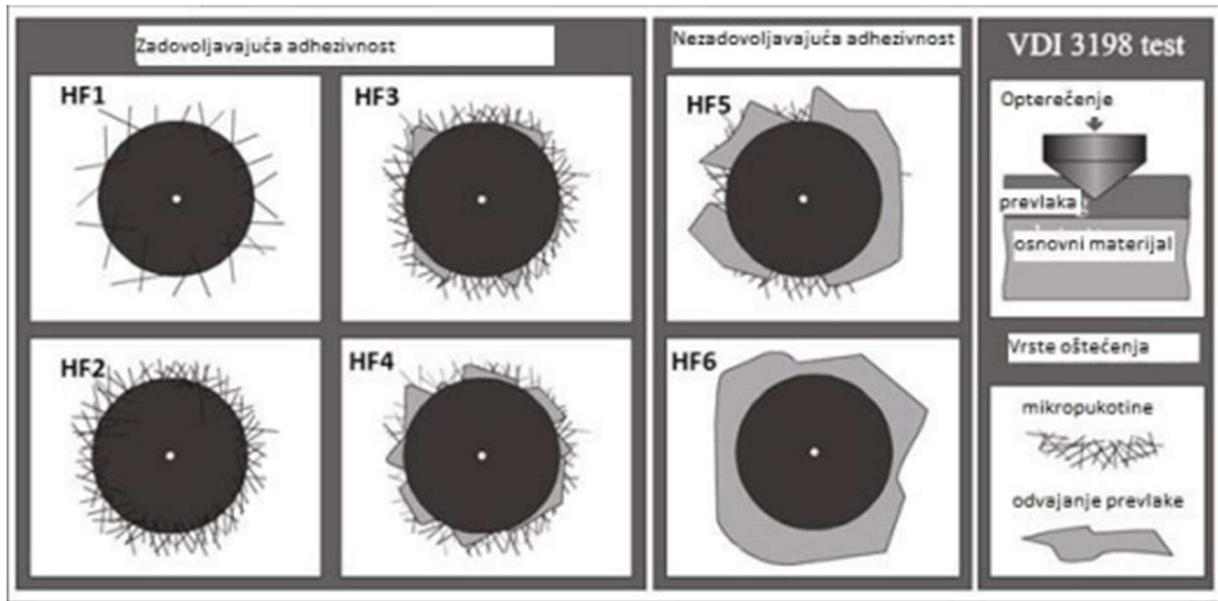 Zadovoljavajuća adhezivnost
HF1
HF3
HF2
HF4
Nezadovoljavajuća adhezivnost
HF5
HF6
VDI 3198 test
Opterečenje
prevlaka
osnovni materijal
Vrste oštećenja
mikropukotine
odvajanje prevlake